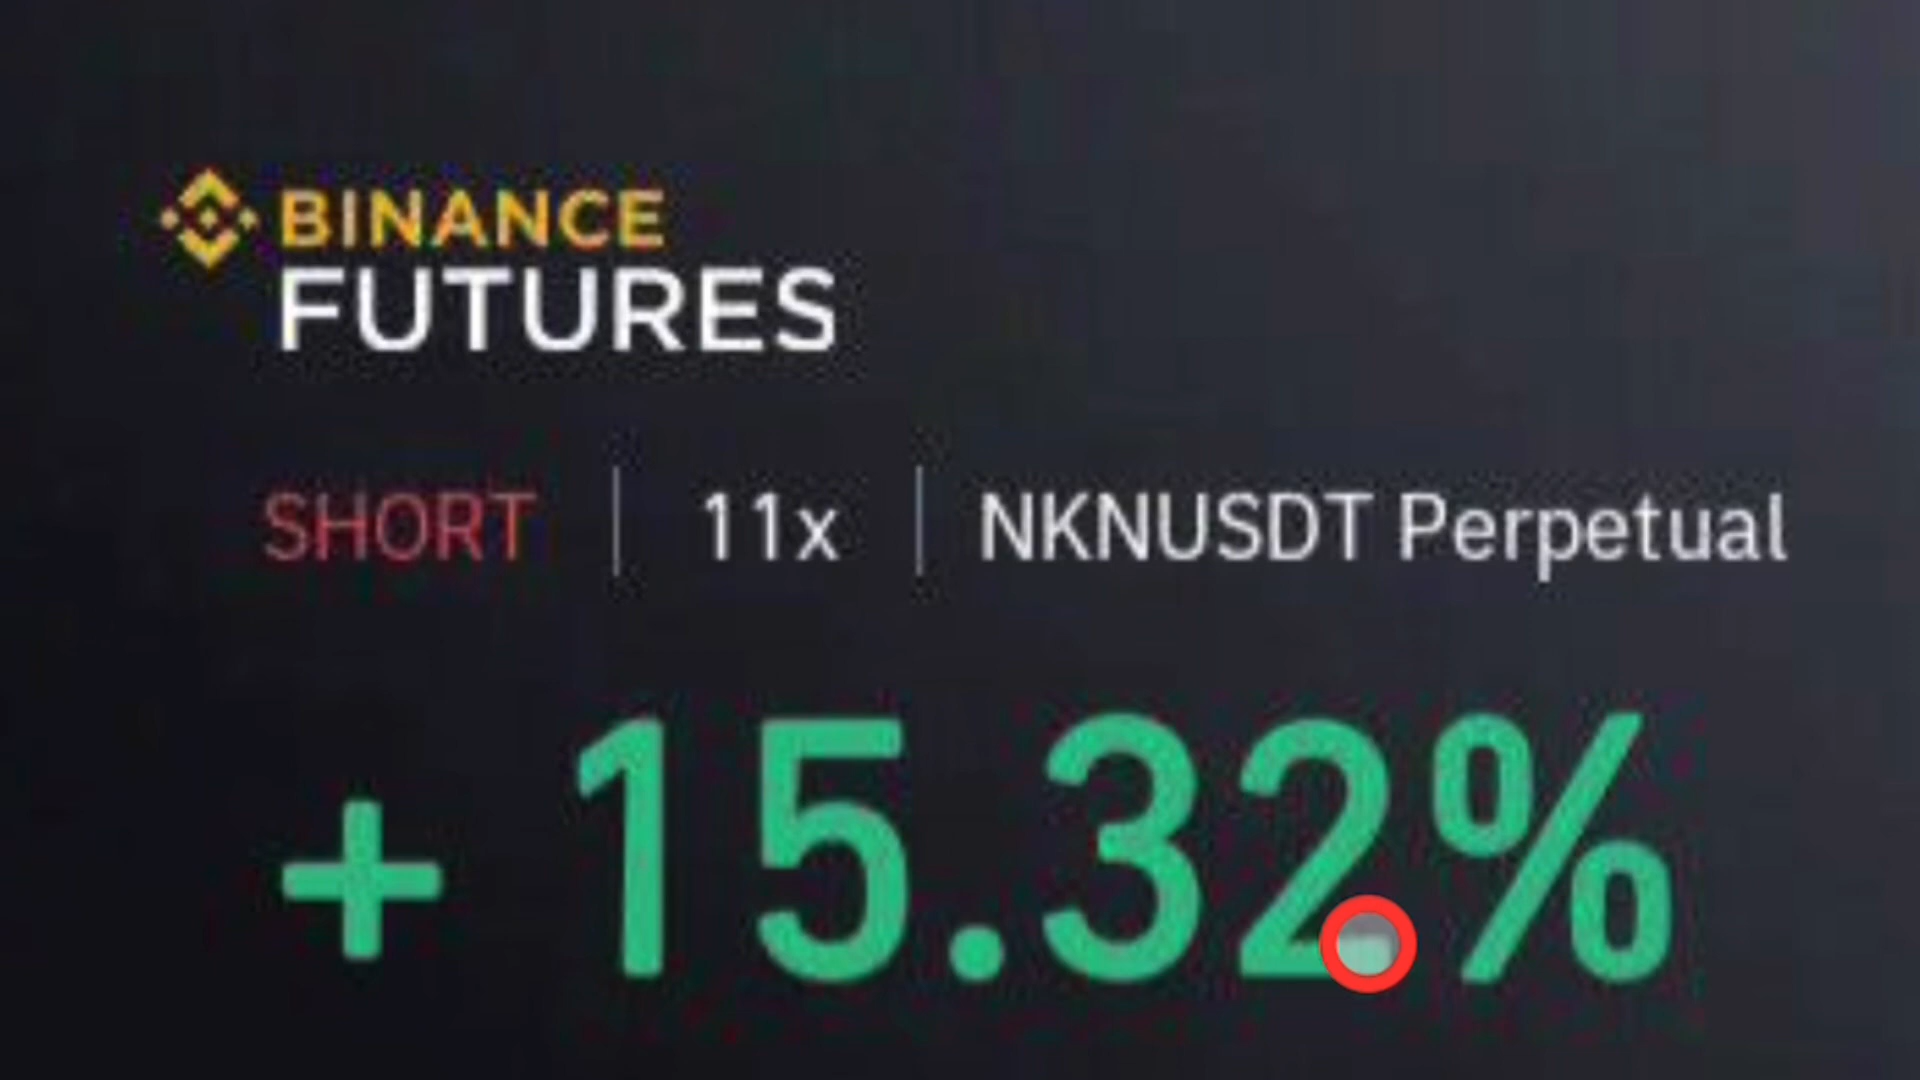 BINANCE
FUTURES
SHORT | 11x | NKNUSDT Perpetual
+ 15.32%